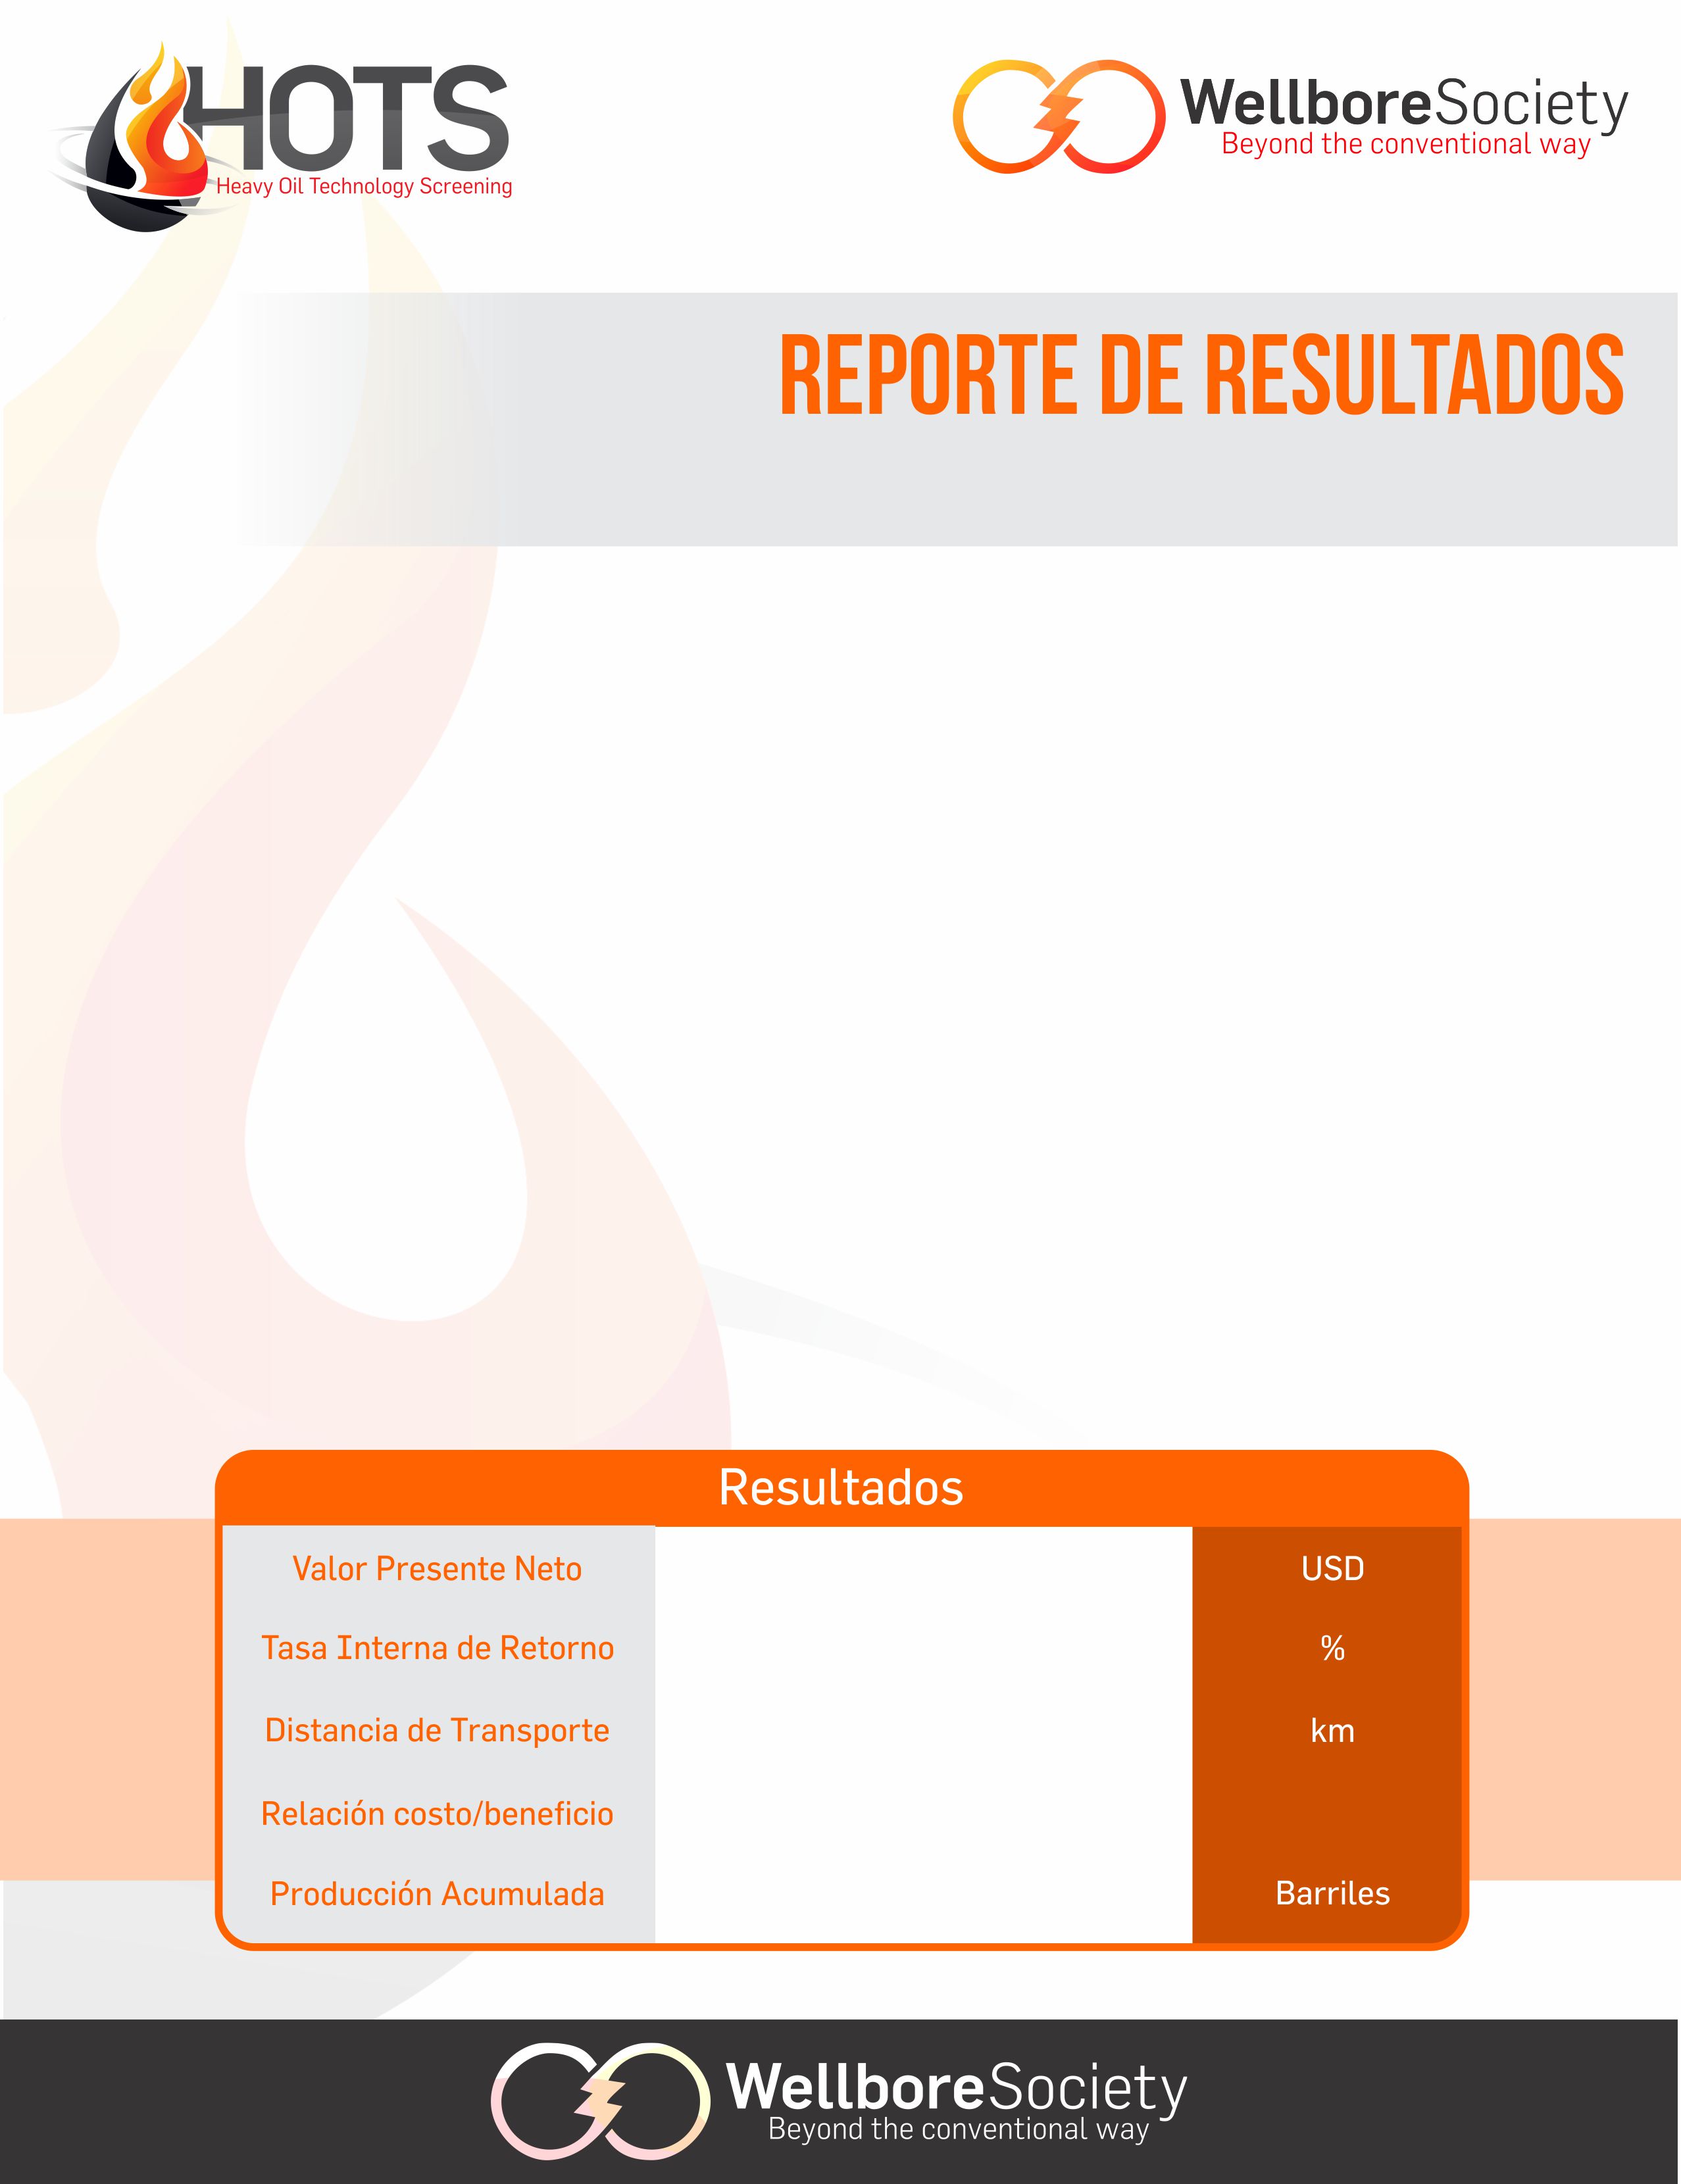 HOTS
Heavy Oil Technology Screening
WellboreSociety
Beyond the conventional way
REPORTE DE RESULTADOS
Resultados
Valor Presente Neto USD
Tasa Interna de Retorno %
Distancia de Transporte km
Relación costo/beneficio
Producción Acumulada Barriles
WellboreSociety
Beyond the conventional way